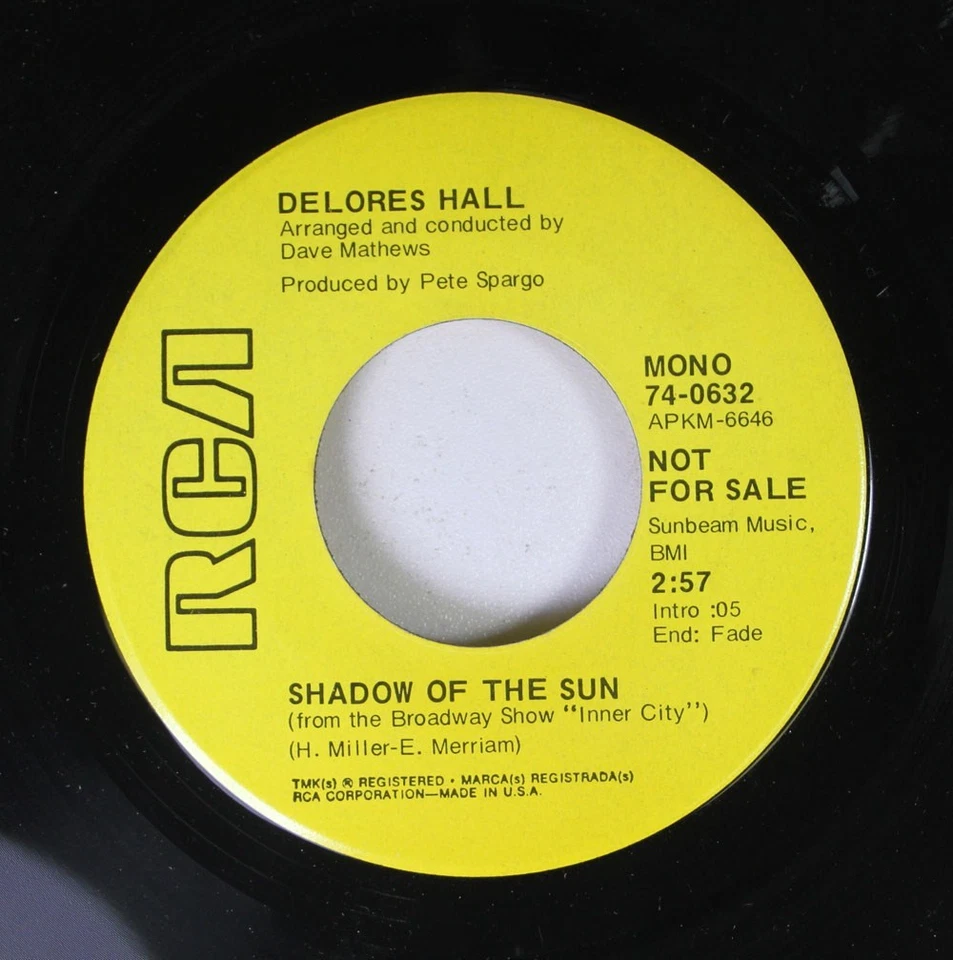 DELORES HALL
Arranged and conducted by
Dave Mathews
Produced by Pete Spargo
RCA
MONO
74-0632
APKM-6646
NOT
FOR SALE
Sunbeam Music,
BMI
2:57
Intro :05
End: Fade
SHADOW OF THE SUN
(from the Broadway Show “Inner City”)
(H. Miller-E. Merriam)
TMK(s) ® REGISTERED • MARCA(s) REGISTRADA(s)
RCA CORPORATION—MADE IN U.S.A.